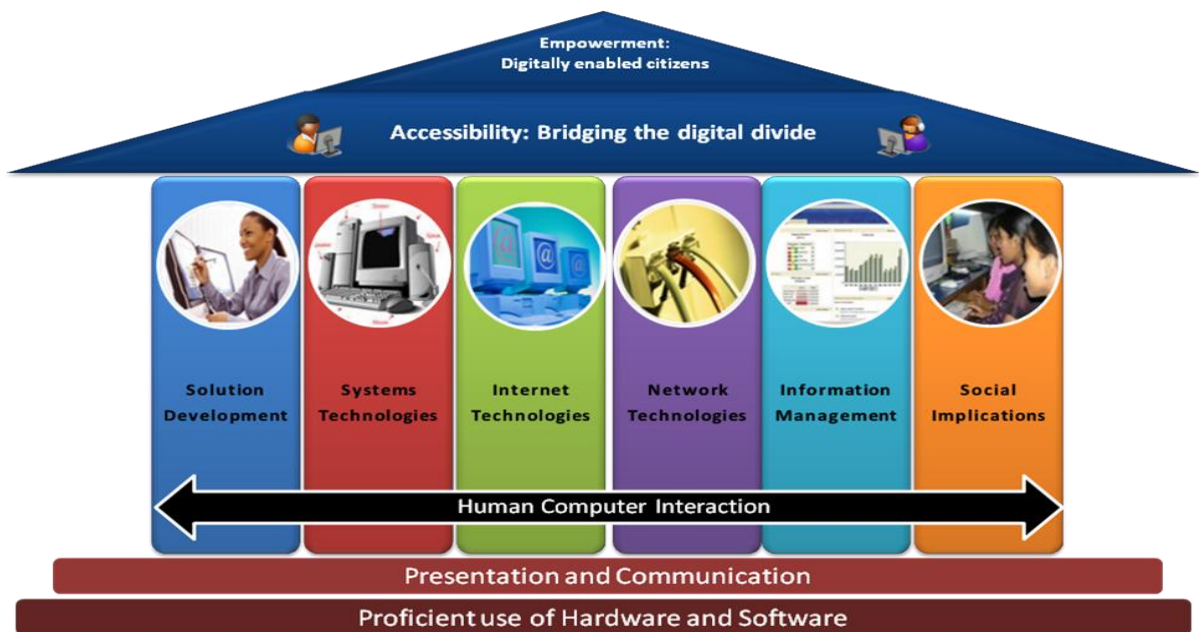 Empowerment:
Digitally enabled citizens
Accessibility: Bridging the digital divide
Solution
Development
Systems
Technologies
Internet
Technologies
Network
Technologies
Information
Management
Social
Implications
Human Computer Interaction
Presentation and Communication
Proficient use of Hardware and Software